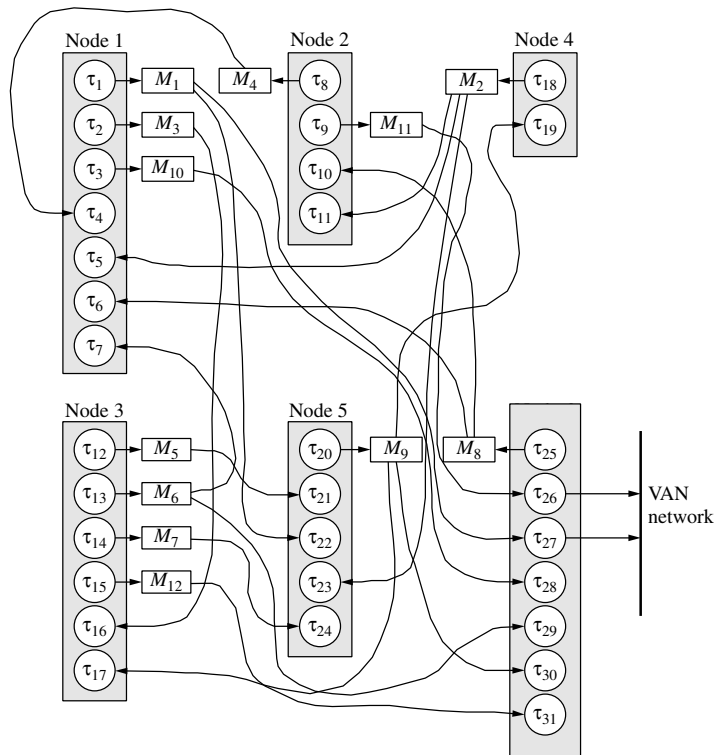 Node 1
τ1
τ2
τ3
τ4
τ5
τ6
τ7
M1
M3
M10
M4
Node 2
τ8
τ9
τ10
τ11
M11
M2
Node 4
τ18
τ19
Node 3
τ12
τ13
τ14
τ15
τ16
τ17
M5
M6
M7
M12
Node 5
τ20
τ21
τ22
τ23
τ24
M9
M8
τ25
τ26
τ27
τ28
τ29
τ30
τ31
VAN
network